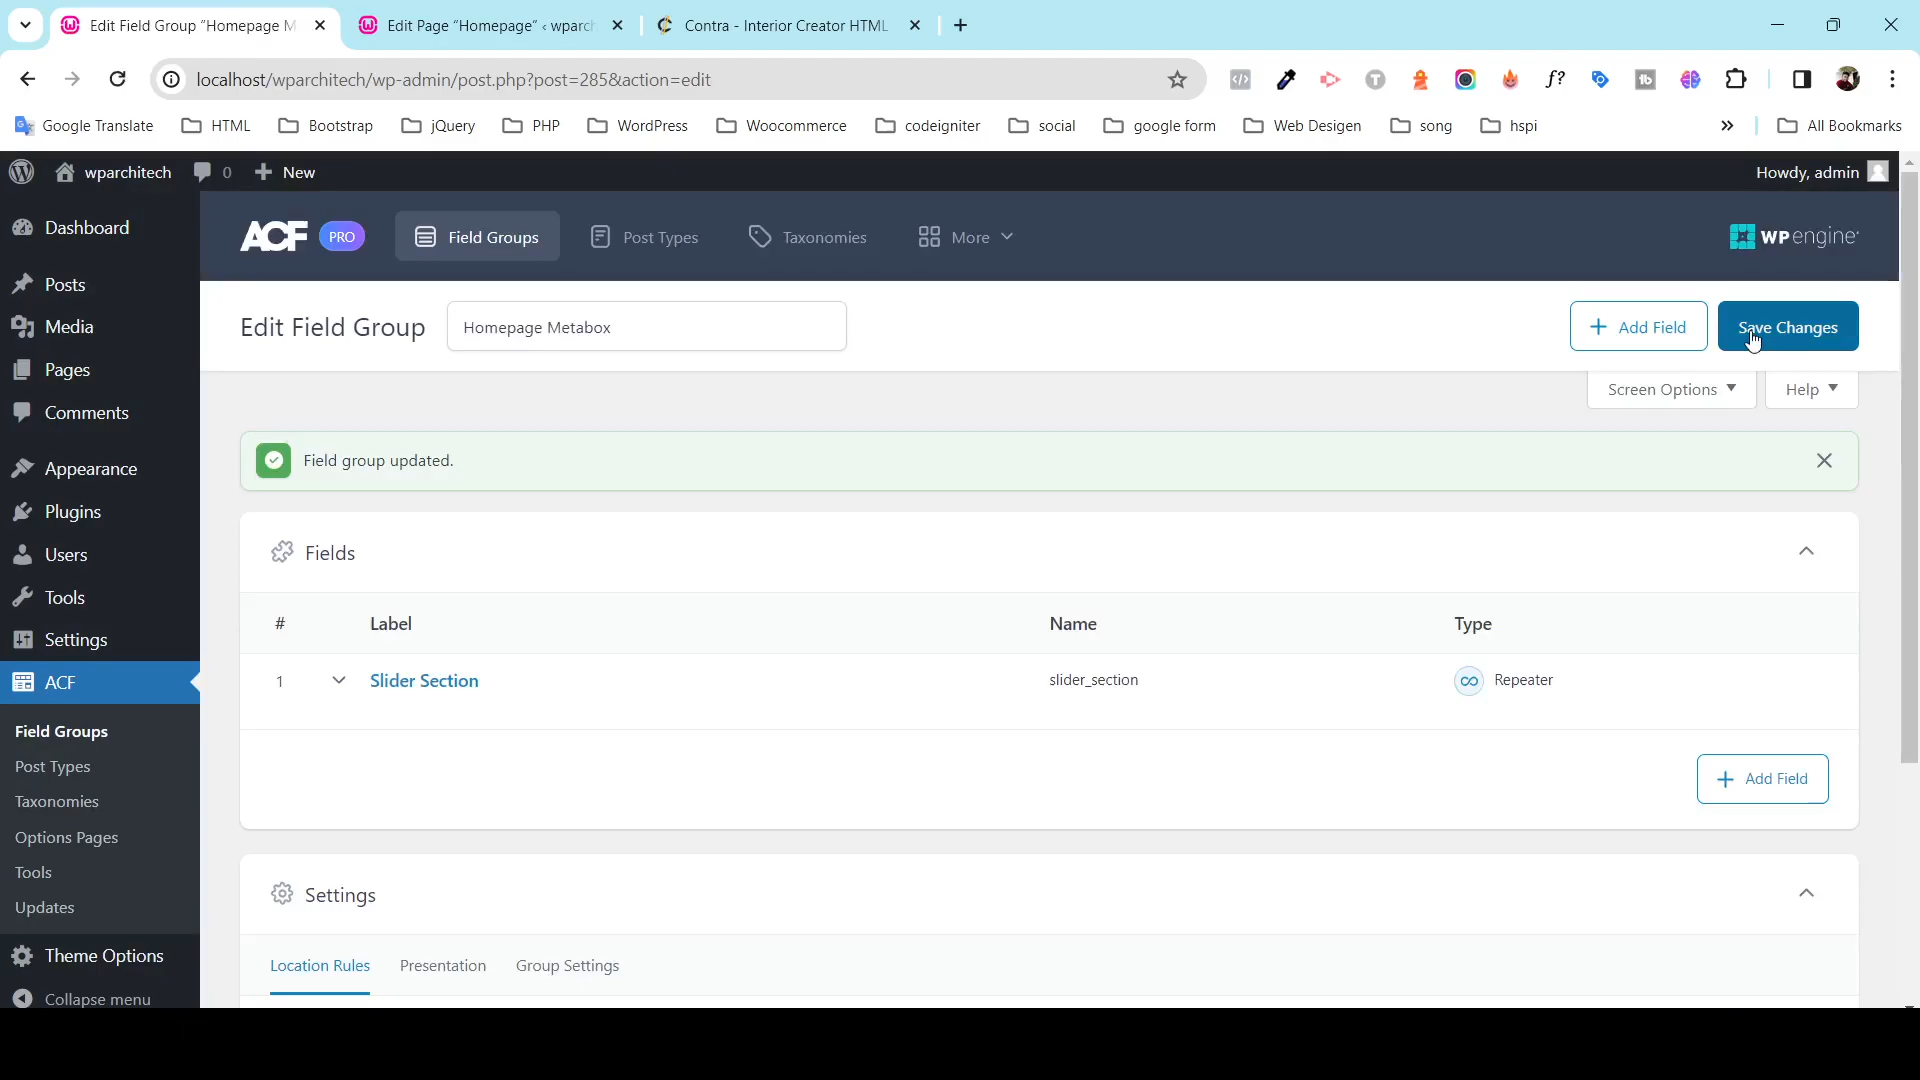 Edit Field Group “Homepage M
Edit Page “Homepage” ‹ wparch
Contra - Interior Creator HTML
localhost/wparchitech/wp-admin/post.php?post=285&action=edit
Google Translate
HTML
Bootstrap
jQuery
PHP
WordPress
Woocommerce
codeigniter
social
google form
Web Desigen
song
hspi
All Bookmarks
wparchitech
0
New
Howdy, admin
Dashboard
Posts
Media
Pages
Comments
Appearance
Plugins
Users
Tools
Settings
ACF
Field Groups
Post Types
Taxonomies
Options Pages
Tools
Updates
Theme Options
Collapse menu
ACF PRO
Field Groups
Post Types
Taxonomies
More
WP engine
Edit Field Group
Homepage Metabox
Add Field
Save Changes
Screen Options
Help
Field group updated.
Fields
# Label Name Type
1 Slider Section slider_section Repeater
Add Field
Settings
Location Rules
Presentation
Group Settings